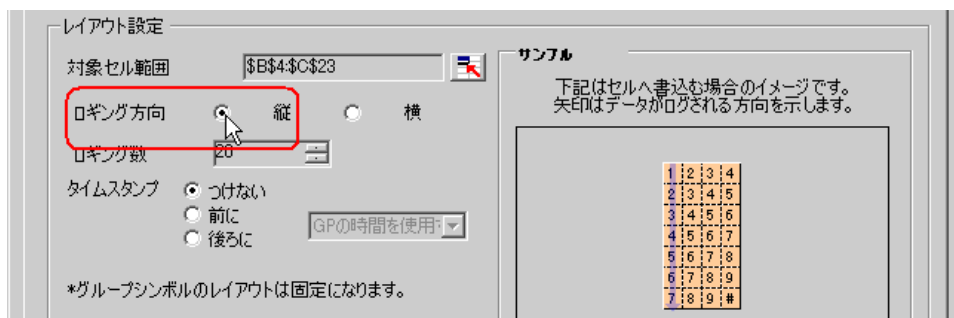 レイアウト設定
対象セル範囲 $B$4:$C$23
ロギング方向 縦 横
ロギング数 20
タイムスタンプ つけない
前に
後ろに
GPの時間を使用
*グループシンボルのレイアウトは固定になります。
サンプル
下記はセルへ書込む場合のイメージです。
矢印はデータがログされる方向を示します。
1 2 3 4
2 3 4 5
3 4 5 6
4 5 6 7
5 6 7 8
6 7 8 9
7 8 9 #